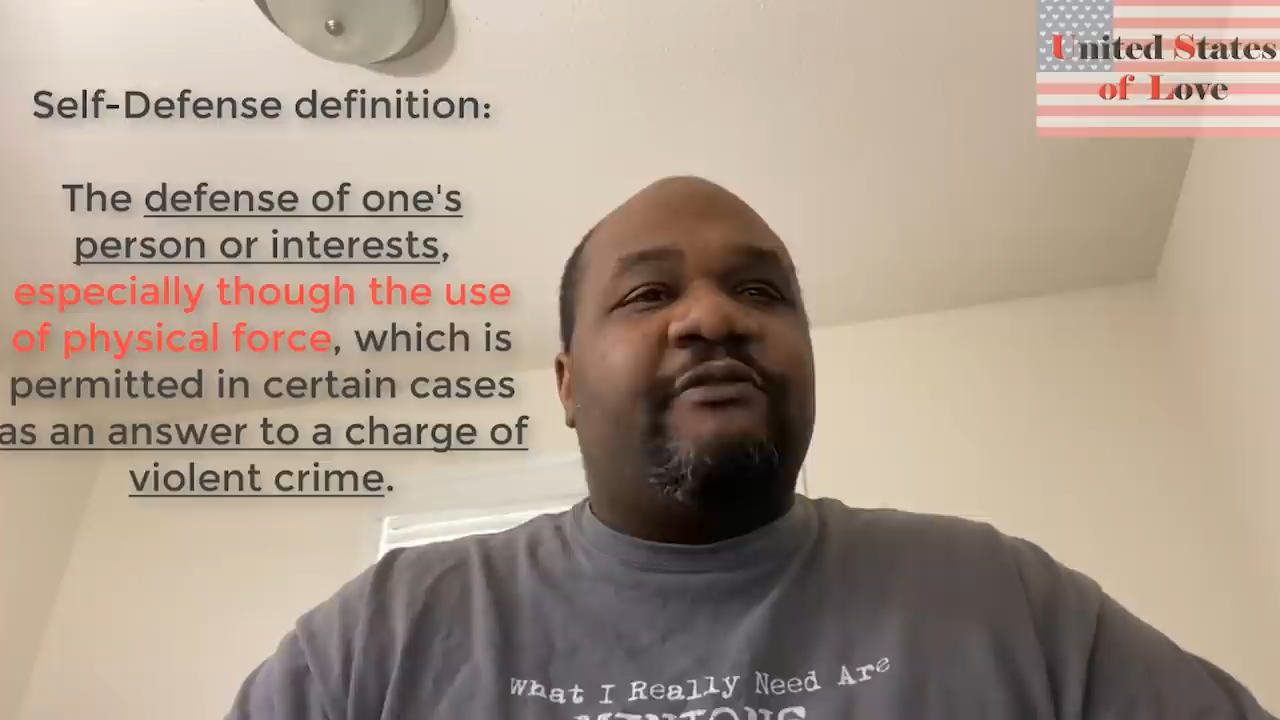 Self-Defense definition:
The defense of one's
person or interests,
especially though the use
of physical force, which is
permitted in certain cases
as an answer to a charge of
violent crime.
United States
of Love
What I Really Need Are
MINIONS